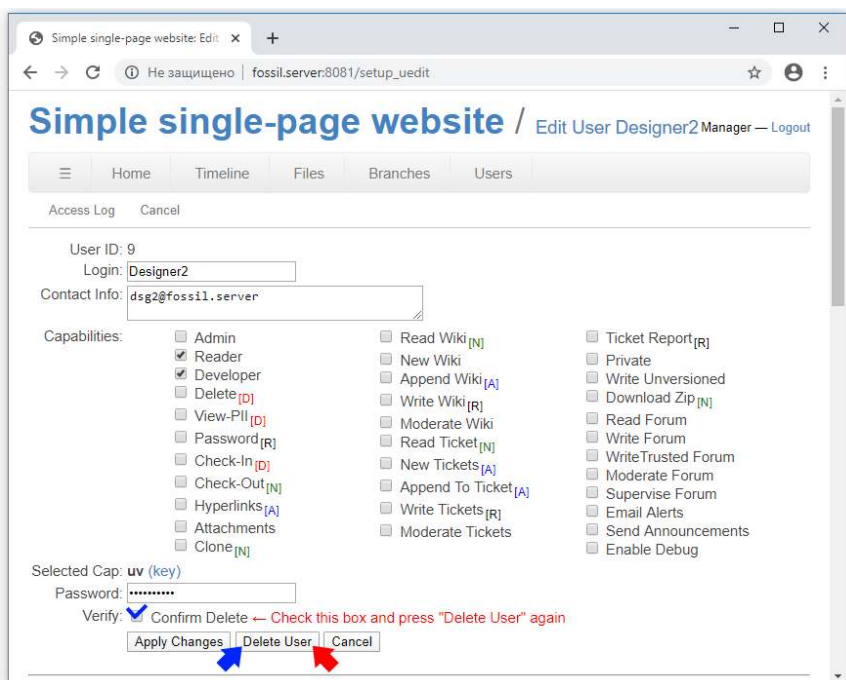 Simple single-page website: Edit
Не защищено | fossil.server:8081/setup_uedit
Simple single-page website / Edit User Designer2 Manager — Logout
☰ Home Timeline Files Branches Users
Access Log Cancel
User ID: 9
Login: Designer2
Contact Info: dsg2@fossil.server
Capabilities:
Admin Read Wiki[N] Ticket Report[R]
Reader New Wiki Private
Developer Append Wiki[A] Write Unversioned
Delete[D] Write Wiki[R] Download Zip[N]
View-PII[D] Moderate Wiki Read Forum
Password[R] Read Ticket[N] Write Forum
Check-In[D] New Tickets[A] WriteTrusted Forum
Check-Out[N] Append To Ticket[A] Moderate Forum
Hyperlinks[A] Write Tickets[R] Supervise Forum
Attachments Moderate Tickets Email Alerts
Clone[N] Send Announcements
Enable Debug
Selected Cap: uv (key)
Password: ••••••••••
Verify: Confirm Delete ← Check this box and press "Delete User" again
Apply Changes Delete User Cancel